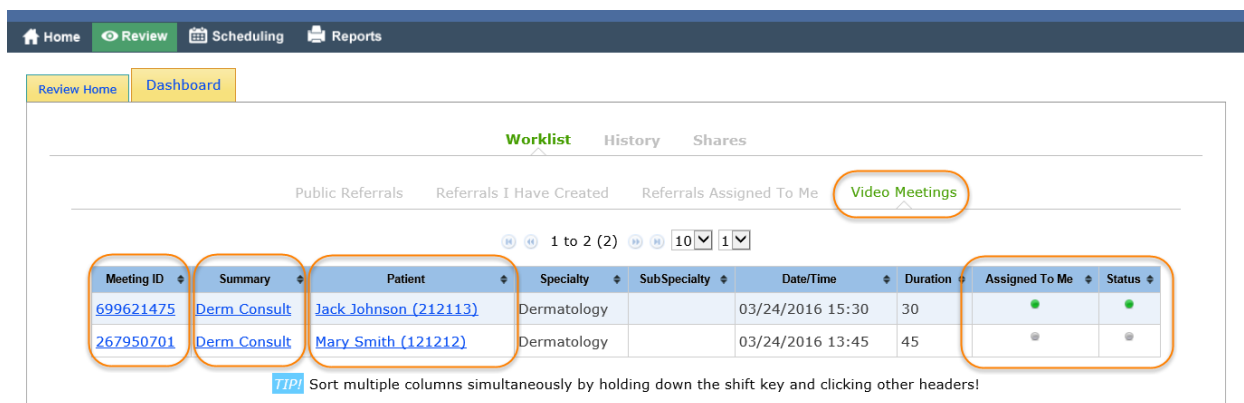 Home Review Scheduling Reports
Review Home Dashboard
Worklist History Shares
Public Referrals Referrals I Have Created Referrals Assigned To Me Video Meetings
1 to 2 (2) 10 1
Meeting ID Summary Patient Specialty SubSpecialty Date/Time Duration Assigned To Me Status
699621475 Derm Consult Jack Johnson (212113) Dermatology 03/24/2016 15:30 30
267950701 Derm Consult Mary Smith (121212) Dermatology 03/24/2016 13:45 45
TIP! Sort multiple columns simultaneously by holding down the shift key and clicking other headers!